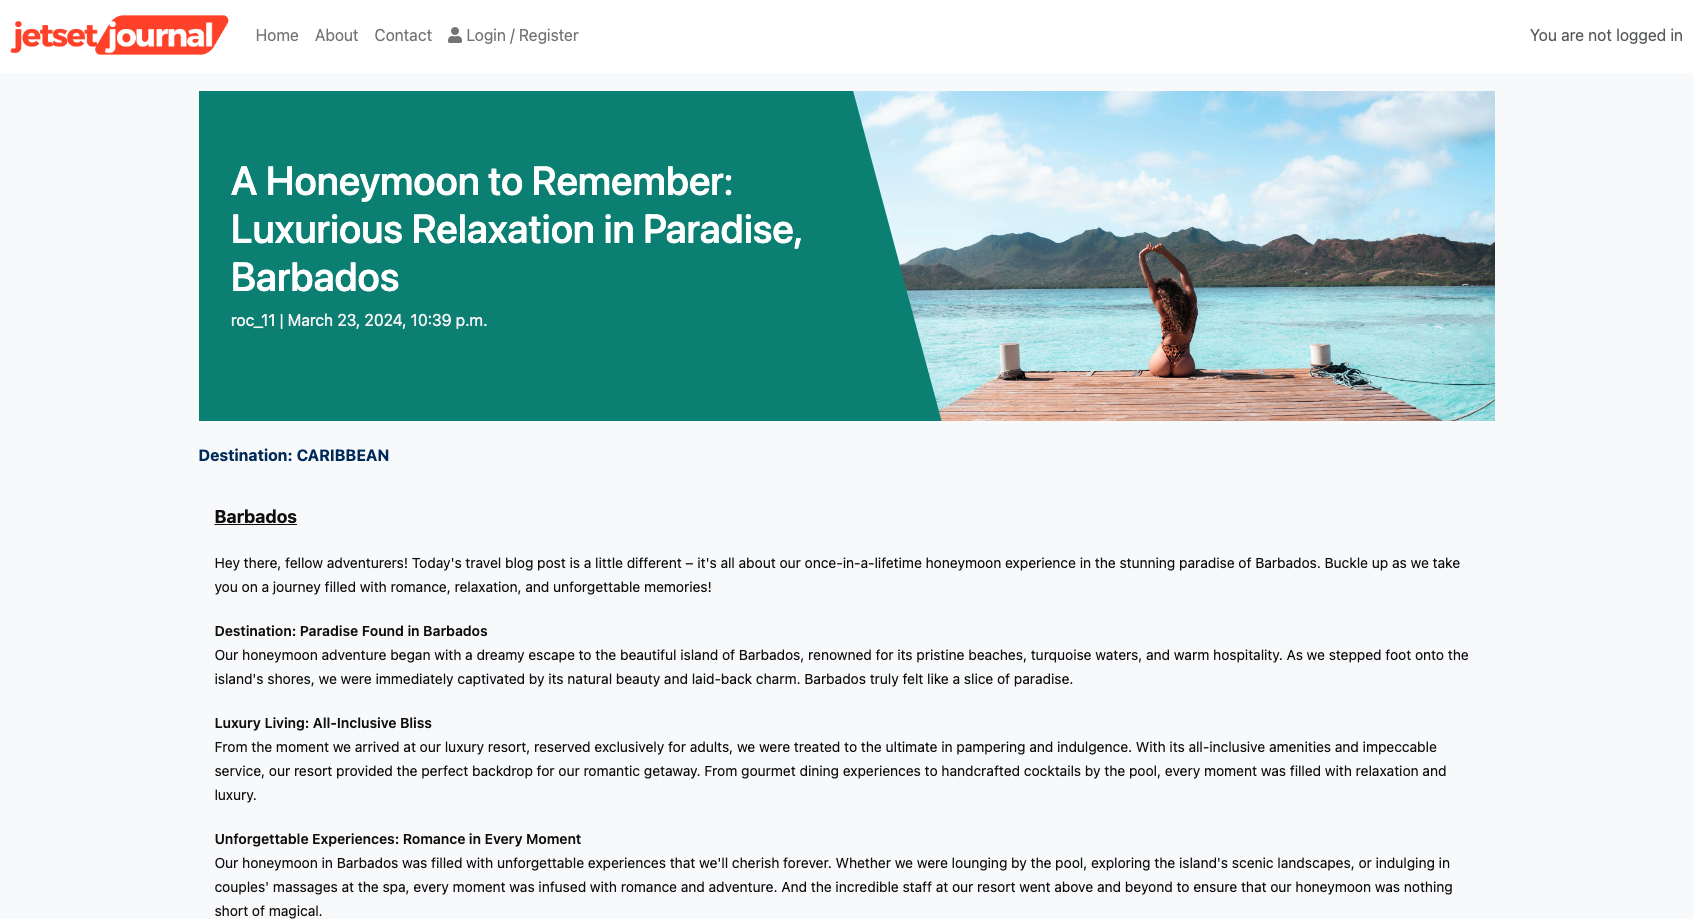 jetset journal
Home About Contact Login / Register
You are not logged in
A Honeymoon to Remember:
Luxurious Relaxation in Paradise,
Barbados
roc_11 | March 23, 2024, 10:39 p.m.
Destination: CARIBBEAN
Barbados
Hey there, fellow adventurers! Today's travel blog post is a little different – it's all about our once-in-a-lifetime honeymoon experience in the stunning paradise of Barbados. Buckle up as we take
you on a journey filled with romance, relaxation, and unforgettable memories!
Destination: Paradise Found in Barbados
Our honeymoon adventure began with a dreamy escape to the beautiful island of Barbados, renowned for its pristine beaches, turquoise waters, and warm hospitality. As we stepped foot onto the
island's shores, we were immediately captivated by its natural beauty and laid-back charm. Barbados truly felt like a slice of paradise.
Luxury Living: All-Inclusive Bliss
From the moment we arrived at our luxury resort, reserved exclusively for adults, we were treated to the ultimate in pampering and indulgence. With its all-inclusive amenities and impeccable
service, our resort provided the perfect backdrop for our romantic getaway. From gourmet dining experiences to handcrafted cocktails by the pool, every moment was filled with relaxation and
luxury.
Unforgettable Experiences: Romance in Every Moment
Our honeymoon in Barbados was filled with unforgettable experiences that we'll cherish forever. Whether we were lounging by the pool, exploring the island's scenic landscapes, or indulging in
couples' massages at the spa, every moment was infused with romance and adventure. And the incredible staff at our resort went above and beyond to ensure that our honeymoon was nothing
short of magical.